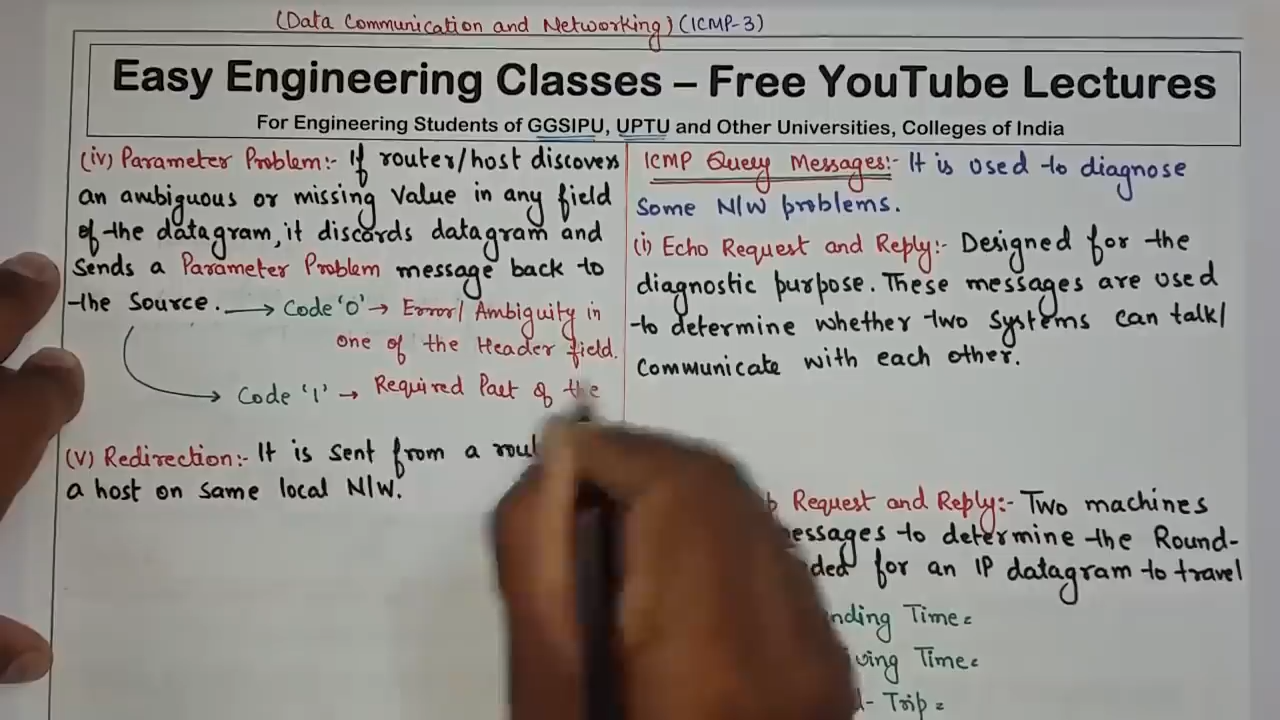 (Data Communication and Networking) (ICMP-3)
Easy Engineering Classes – Free YouTube Lectures
For Engineering Students of GGSIPU, UPTU and Other Universities, Colleges of India
(iv) Parameter Problem:- If router/host discovers
an ambiguous or missing Value in any field
of the datagram, it discards datagram and
Sends a Parameter Problem message back to
the Source. → Code '0' → Error/ Ambiguity in
one of the Header field.
→ Code '1' → Required Part of the
(v) Redirection:- It is sent from a
a host on same local N/W.
ICMP Query Messages:- It is used to diagnose
Some N/W problems.
(i) Echo Request and Reply:- Designed for the
diagnostic purpose. These messages are used
to determine whether two Systems can talk/
Communicate with each other.
Request and Reply:- Two machines
essages to determine the Round-
ded for an IP datagram to travel
nding Time=
ving Time=
d- Trip=